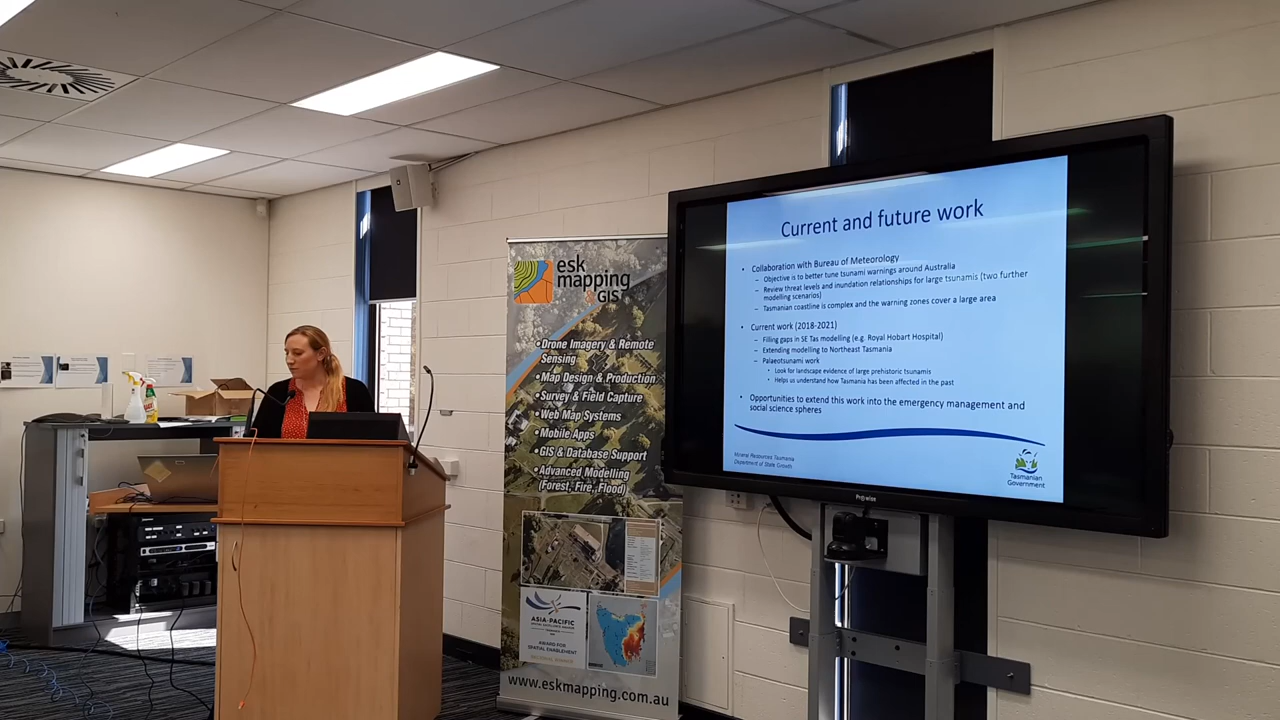 esk
mapping
GIS
• Drone Imagery & Remote
Sensing
• Map Design & Production
• Survey & Field Capture
• Web Map Systems
• Mobile Apps
• GIS & Database Support
• Advanced Modelling
(Forest, Fire, Flood)
ASIA-PACIFIC
AWARD FOR
SPATIAL ENABLEMENT
www.eskmapping.com.au
Current and future work
• Collaboration with Bureau of Meteorology
– Objective is to better tune tsunami warnings around Australia
– Review threat levels and inundation relationships for large tsunamis (two further
modelling scenarios)
– Tasmanian coastline is complex and the warning zones cover a large area
• Current work (2018-2021)
– Filling gaps in SE Tas modelling (e.g. Royal Hobart Hospital)
– Extending modelling to Northeast Tasmania
– Palaeotsunami work
• Look for landscape evidence of large prehistoric tsunamis
• Helps us understand how Tasmania has been affected in the past
• Opportunities to extend this work into the emergency management and
social science spheres
Mineral Resources Tasmania
Department of State Growth
Tasmanian
Government
Prowise